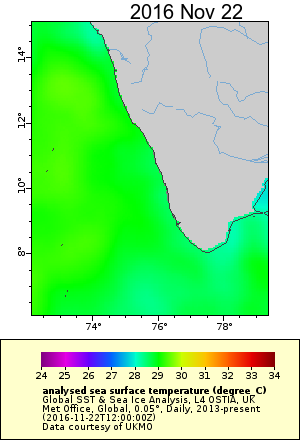 2016 Nov 22
14°
12°
10°
8°
74° 76° 78°
24 25 26 27 28 29 30 31 32 33 34
analysed sea surface temperature (degree_C)
Global SST & Sea Ice Analysis, L4 OSTIA, UK
Met Office, Global, 0.05°, Daily, 2013-present
(2016-11-22T12:00:00Z)
Data courtesy of UKMO